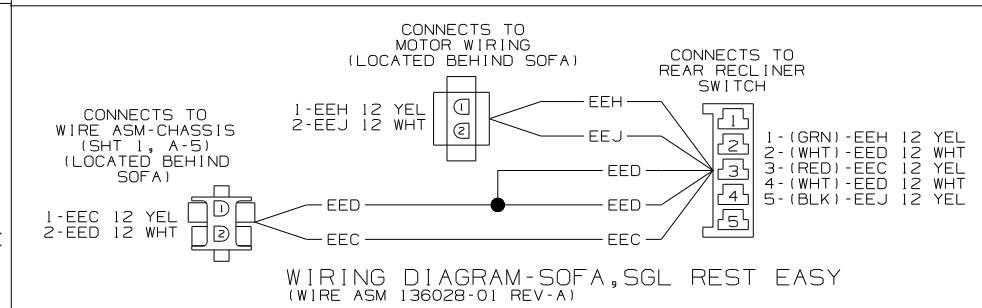 CONNECTS TO
MOTOR WIRING
(LOCATED BEHIND SOFA)
1-EEH 12 YEL
2-EEJ 12 WHT
1
2
CONNECTS TO
REAR RECLINER
SWITCH
1
2
3
4
5
1-(GRN)-EEH 12 YEL
2-(WHT)-EED 12 WHT
3-(RED)-EEC 12 YEL
4-(WHT)-EED 12 WHT
5-(BLK)-EEJ 12 YEL
CONNECTS TO
WIRE ASM-CHASSIS
(SHT 1, A-5)
(LOCATED BEHIND
SOFA)
1-EEC 12 YEL
2-EED 12 WHT
1
2
EEH
EEJ
EED
EED
EED
EEC
EEC
WIRING DIAGRAM-SOFA,SGL REST EASY
(WIRE ASM 136028-01 REV-A)